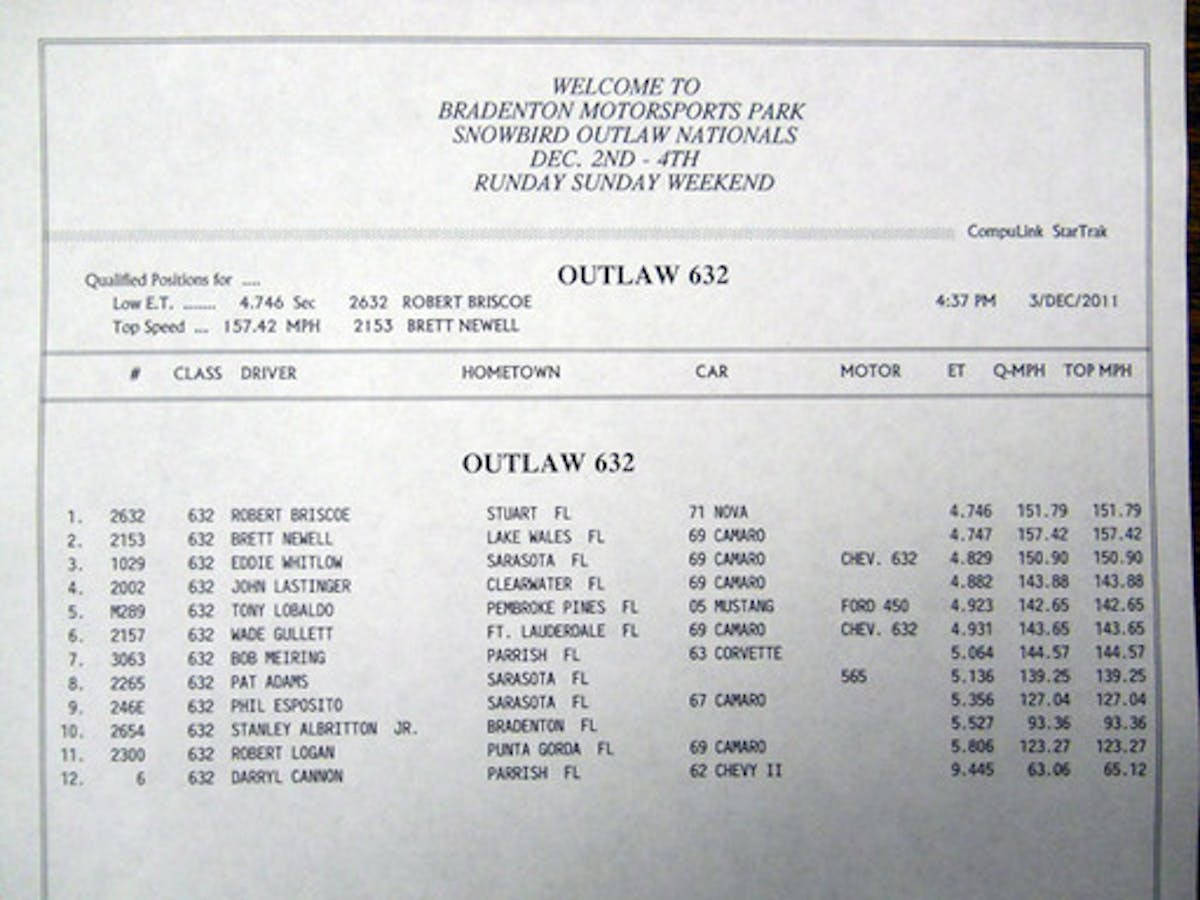 WELCOME TO
BRADENTON MOTORSPORTS PARK
SNOWBIRD OUTLAW NATIONALS
DEC. 2ND - 4TH
RUNDAY SUNDAY WEEKEND
CompuLink StarTrak
Qualified Positions for .... OUTLAW 632
Low E.T. ....... 4.746 Sec 2632 ROBERT BRISCOE 4:37 PM 3/DEC/2011
Top Speed ... 157.42 MPH 2153 BRETT NEWELL
# CLASS DRIVER HOMETOWN CAR MOTOR ET Q-MPH TOP MPH
OUTLAW 632
1. 2632 632 ROBERT BRISCOE STUART FL 71 NOVA 4.746 151.79 151.79
2. 2153 632 BRETT NEWELL LAKE WALES FL 69 CAMARO 4.747 157.42 157.42
3. 1029 632 EDDIE WHITLOW SARASOTA FL 69 CAMARO CHEV. 632 4.829 150.90 150.90
4. 2002 632 JOHN LASTINGER CLEARWATER FL 69 CAMARO 4.882 143.88 143.88
5. M289 632 TONY LOBALDO PEMBROKE PINES FL 05 MUSTANG FORD 450 4.923 142.65 142.65
6. 2157 632 WADE GULLETT FT. LAUDERDALE FL 69 CAMARO CHEV. 632 4.931 143.65 143.65
7. 3063 632 BOB MEIRING PARRISH FL 63 CORVETTE 5.064 144.57 144.57
8. 2265 632 PAT ADAMS SARASOTA FL 565 5.136 139.25 139.25
9. 246E 632 PHIL ESPOSITO SARASOTA FL 67 CAMARO 5.356 127.04 127.04
10. 2654 632 STANLEY ALBRITTON JR. BRADENTON FL 5.527 93.36 93.36
11. 2300 632 ROBERT LOGAN PUNTA GORDA FL 69 CAMARO 5.806 123.27 123.27
12. 6 632 DARRYL CANNON PARRISH FL 62 CHEVY II 9.445 63.06 65.12